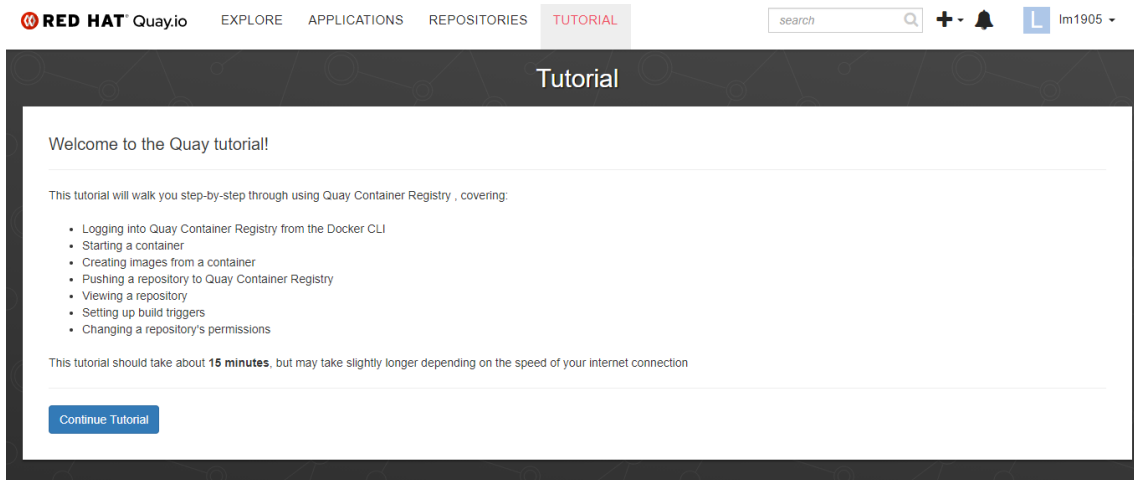 RED HAT Quay.io EXPLORE APPLICATIONS REPOSITORIES TUTORIAL search L lm1905
Tutorial
Welcome to the Quay tutorial!
This tutorial will walk you step-by-step through using Quay Container Registry , covering:
Logging into Quay Container Registry from the Docker CLI
Starting a container
Creating images from a container
Pushing a repository to Quay Container Registry
Viewing a repository
Setting up build triggers
Changing a repository's permissions
This tutorial should take about 15 minutes, but may take slightly longer depending on the speed of your internet connection
Continue Tutorial